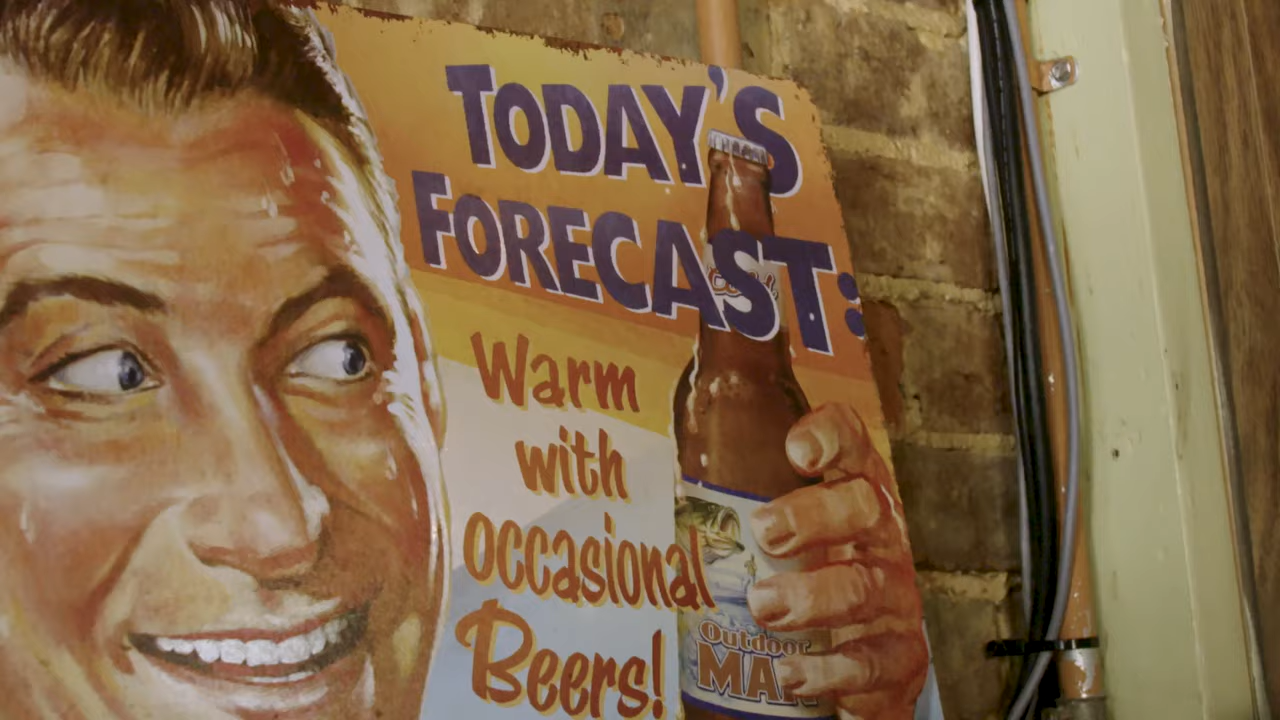 TODAY'S
FORECAST:
Warm
with
occasional
Beers!
Outdoor
MAN